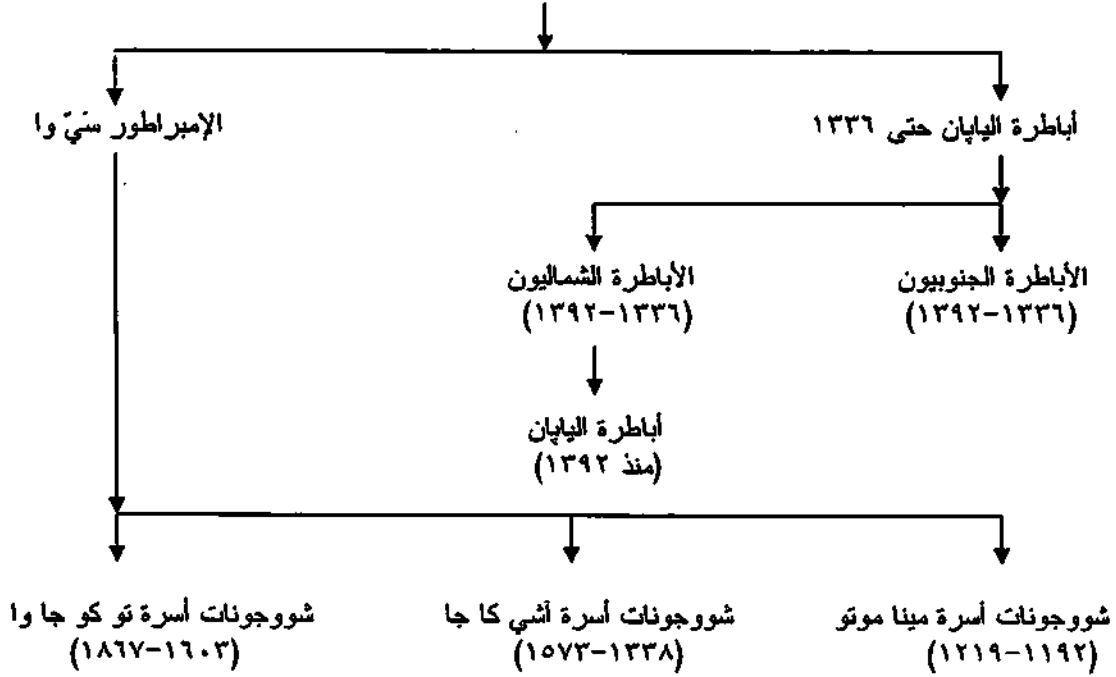 أباطرة اليابان حتى ١٣٣٦
الإمبراطور سَيّ وا
الأباطرة الجنوبيون
(١٣٣٦-١٣٩٢)
الأباطرة الشماليون
(١٣٣٦-١٣٩٢)
أباطرة اليابان
(منذ ١٣٩٢)
شووجونات أسرة مينا موتو
(١١٩٢-١٢١٩)
شووجونات أسرة آشي كا جا
(١٣٣٨-١٥٧٣)
شووجونات أسرة تو كو جا وا
(١٦٠٣-١٨٦٧)